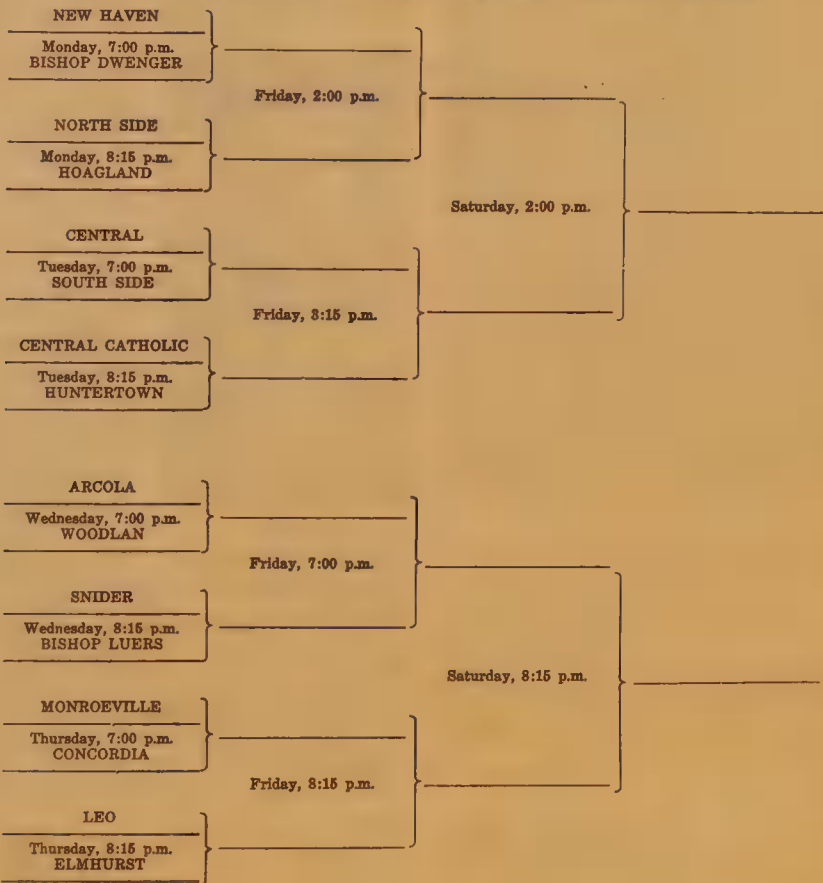 NEW HAVEN
Monday, 7:00 p.m.
BISHOP DWENGER
Friday, 2:00 p.m.
NORTH SIDE
Monday, 8:15 p.m.
HOAGLAND
Saturday, 2:00 p.m.
CENTRAL
Tuesday, 7:00 p.m.
SOUTH SIDE
Friday, 3:15 p.m.
CENTRAL CATHOLIC
Tuesday, 8:15 p.m.
HUNTERTOWN
ARCOLA
Wednesday, 7:00 p.m.
WOODLAN
Friday, 7:00 p.m.
SNIDER
Wednesday, 8:15 p.m.
BISHOP LUERS
Saturday, 8:15 p.m.
MONROEVILLE
Thursday, 7:00 p.m.
CONCORDIA
Friday, 8:15 p.m.
LEO
Thursday, 8:15 p.m.
ELMHURST